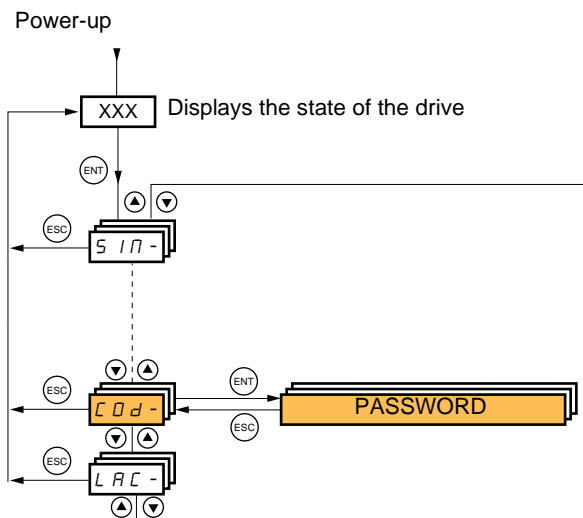 Power-up
XXX Displays the state of the drive
ENT
ESC
SIM-
ESC
ENT
COd-
PASSWORD
ESC
ESC
LAC-